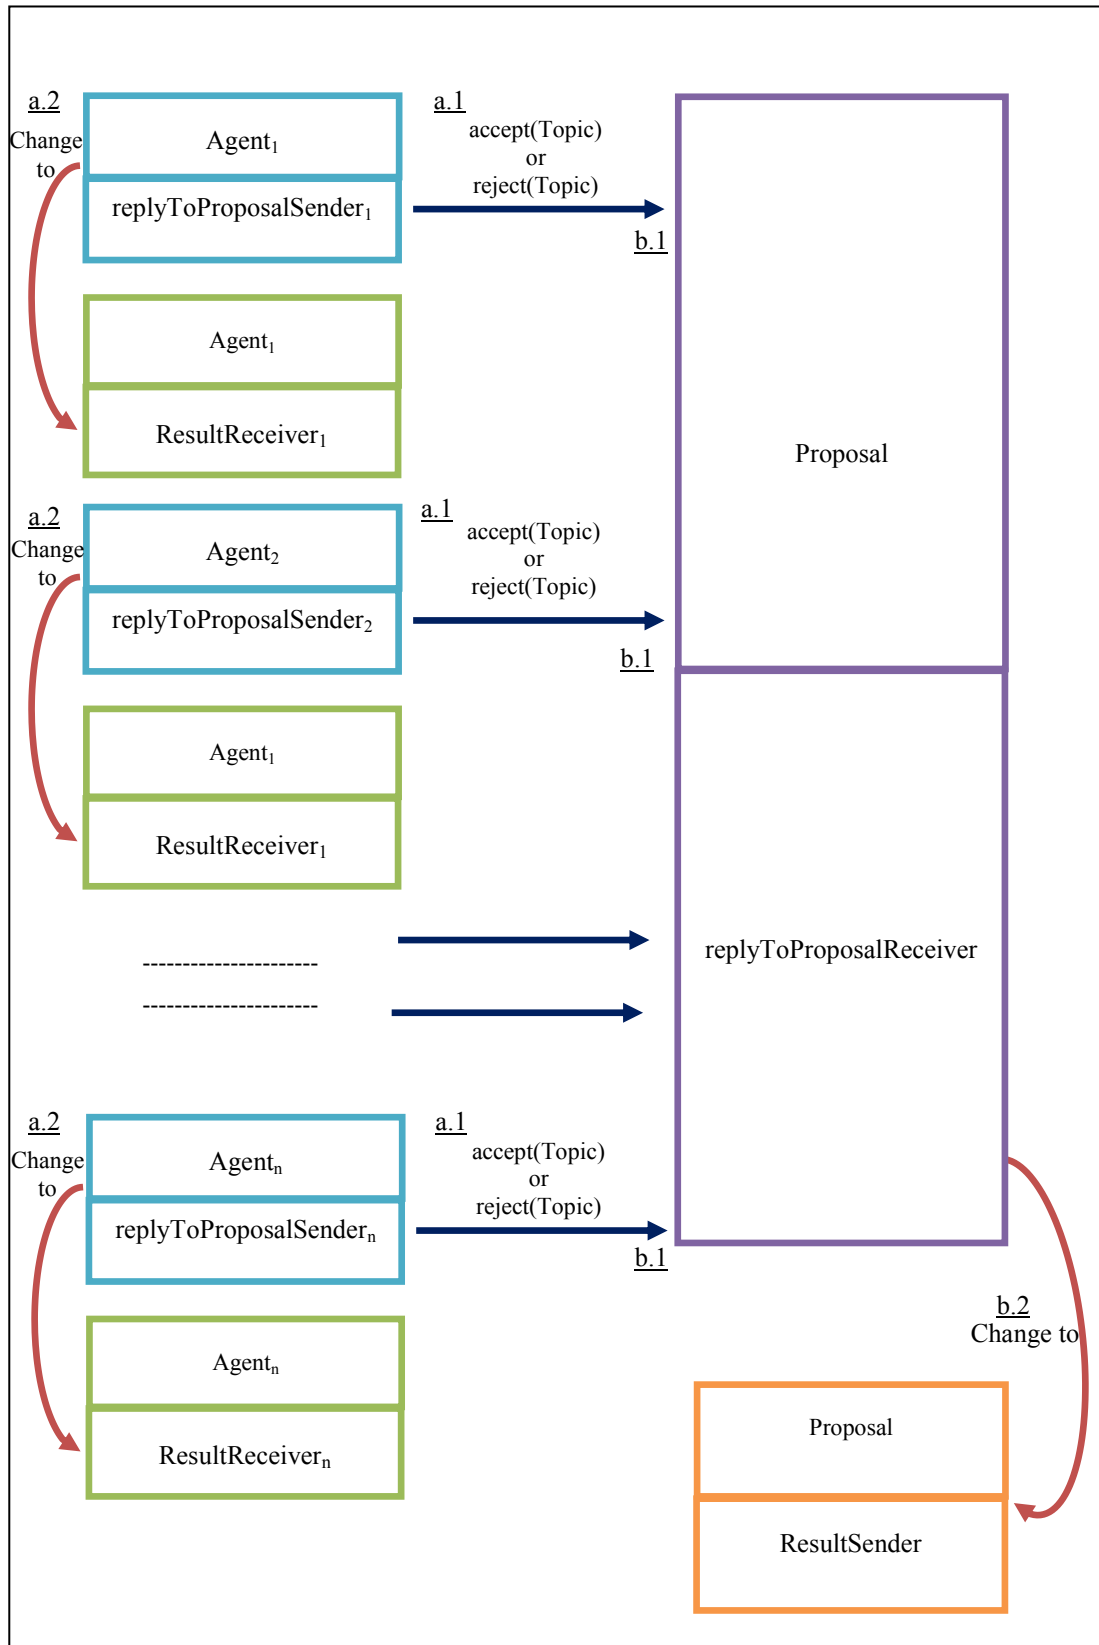 a.2
Change
to
Agent₁
replyToProposalSender₁
a.1
accept(Topic)
or
reject(Topic)
b.1
Agent₁
ResultReceiver₁
Proposal
a.2
Change
to
Agent₂
replyToProposalSender₂
a.1
accept(Topic)
or
reject(Topic)
b.1
Agent₁
ResultReceiver₁
replyToProposalReceiver
----------------------
----------------------
a.2
Change
to
Agentₙ
replyToProposalSenderₙ
a.1
accept(Topic)
or
reject(Topic)
b.1
Agentₙ
ResultReceiverₙ
b.2
Change to
Proposal
ResultSender